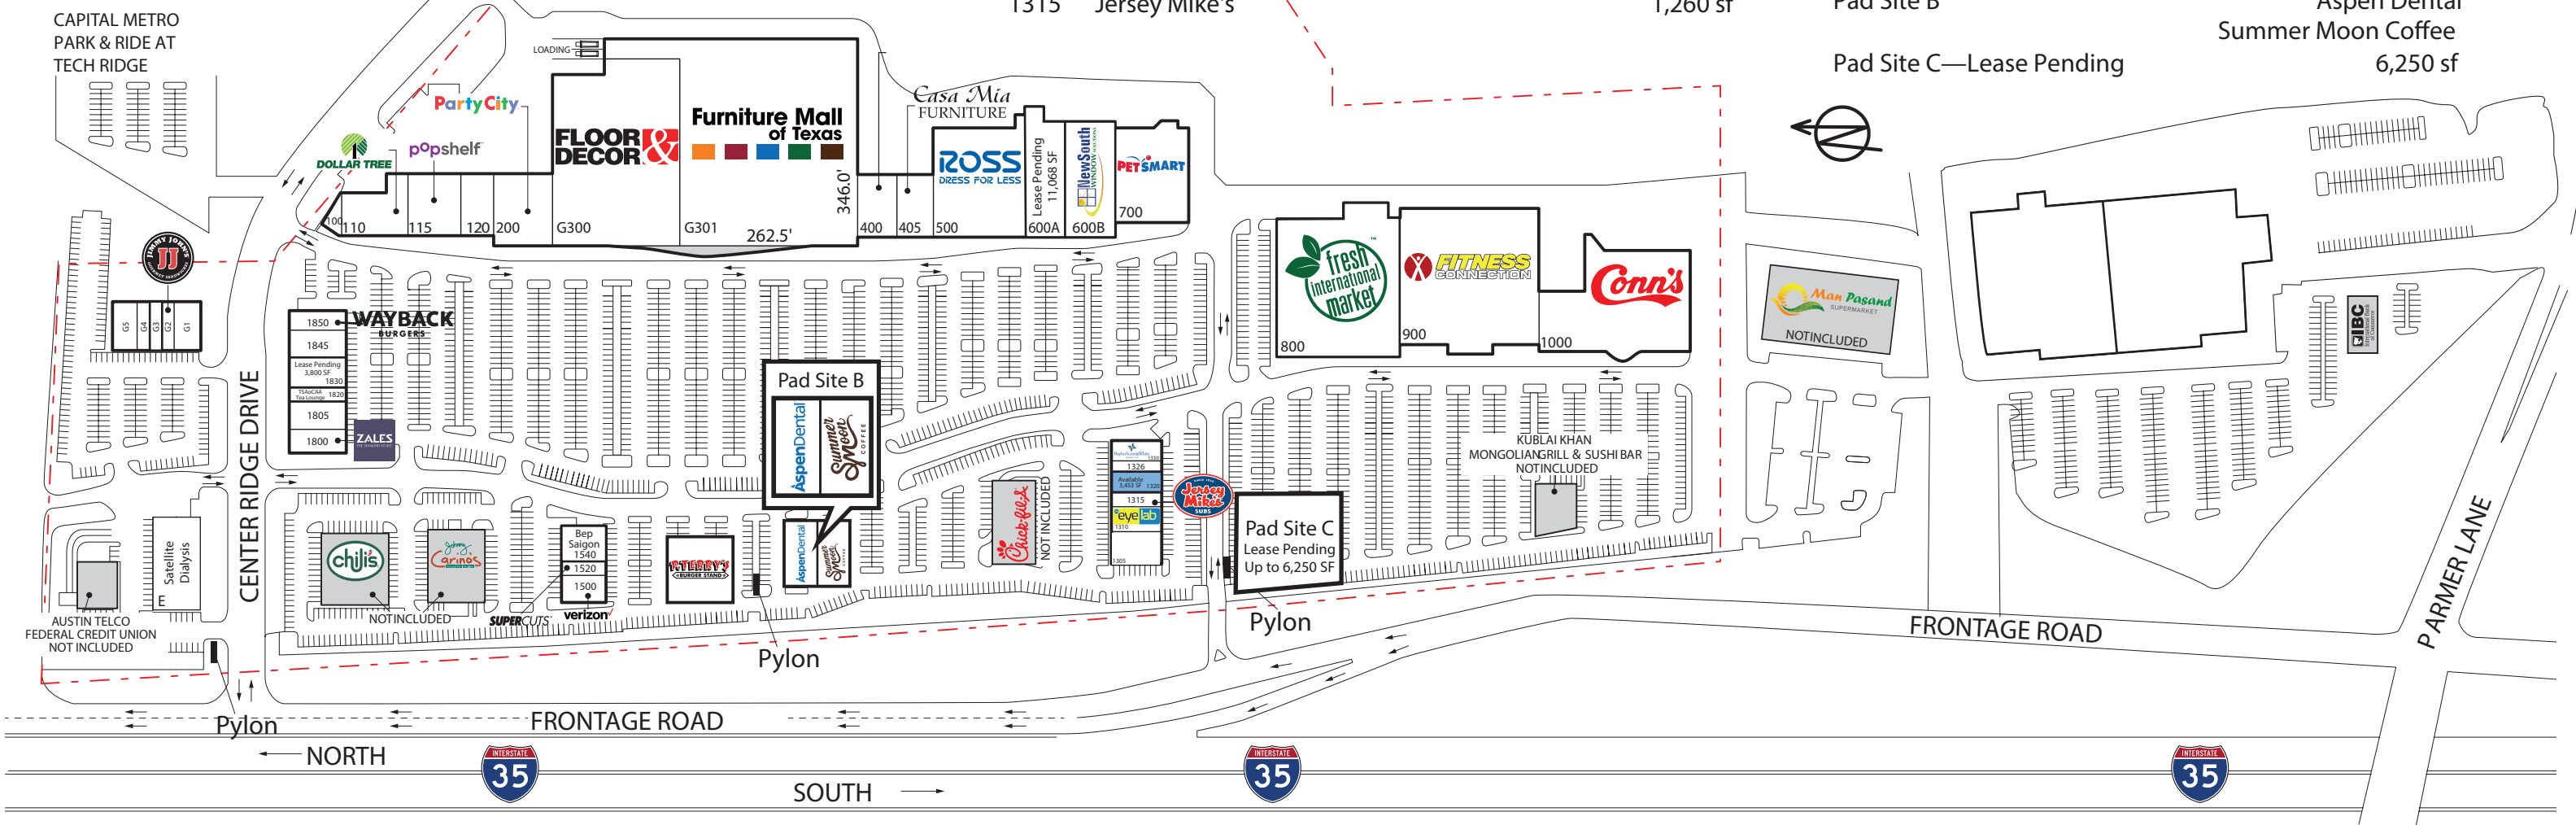 1315 Jersey Mike's 1,260 sf
Pad Site B Aspen Dental
Summer Moon Coffee
Pad Site C—Lease Pending 6,250 sf
CAPITAL METRO
PARK & RIDE AT
TECH RIDGE
LOADING
Party City
popshelf
DOLLAR TREE
FLOOR &
DECOR
Furniture Mall
of Texas
346.0'
262.5'
Casa Mia
FURNITURE
ROSS
DRESS FOR LESS
Lease Pending
11,068 SF
NewSouth
WINDOW SOLUTIONS
PETSMART
100
110
115
120
200
G300
G301
400
405
500
600A
600B
700
JIMMY JOHN'S
JJ
G5
G4
G3
G2
G1
1850
WAYBACK
BURGERS
1845
Lease Pending
3,800 SF
1830
TSAoCAA
Tea Lounge
1820
1805
1800
ZALES
CENTER RIDGE DRIVE
Pad Site B
AspenDental
Summer
Moon
COFFEE
fresh
international
market
™
800
FITNESS
CONNECTION
900
Conn's
1000
Man Pasand
SUPERMARKET
NOTINCLUDED
IBC
KUBLAI KHAN
MONGOLIANGRILL & SUSHI BAR
NOTINCLUDED
1330
1326
Available
3,453 SF
1320
1315
eyelab
1310
1305
Jersey
Mike's
SUBS
Chick-fil-A
NOT INCLUDED
Pad Site C
Lease Pending
Up to 6,250 SF
Pylon
Satellite
Dialysis
E
AUSTIN TELCO
FEDERAL CREDIT UNION
NOT INCLUDED
chili's
Johnny
Carino's
NOTINCLUDED
Bep
Saigon
1540
1520
1500
SUPERCUTS
verizon
P. TERRY'S
BURGER STAND
AspenDental
Summer
Moon
Pylon
Pylon
FRONTAGE ROAD
FRONTAGE ROAD
PARMER LANE
NORTH
SOUTH
INTERSTATE
35
INTERSTATE
35
INTERSTATE
35